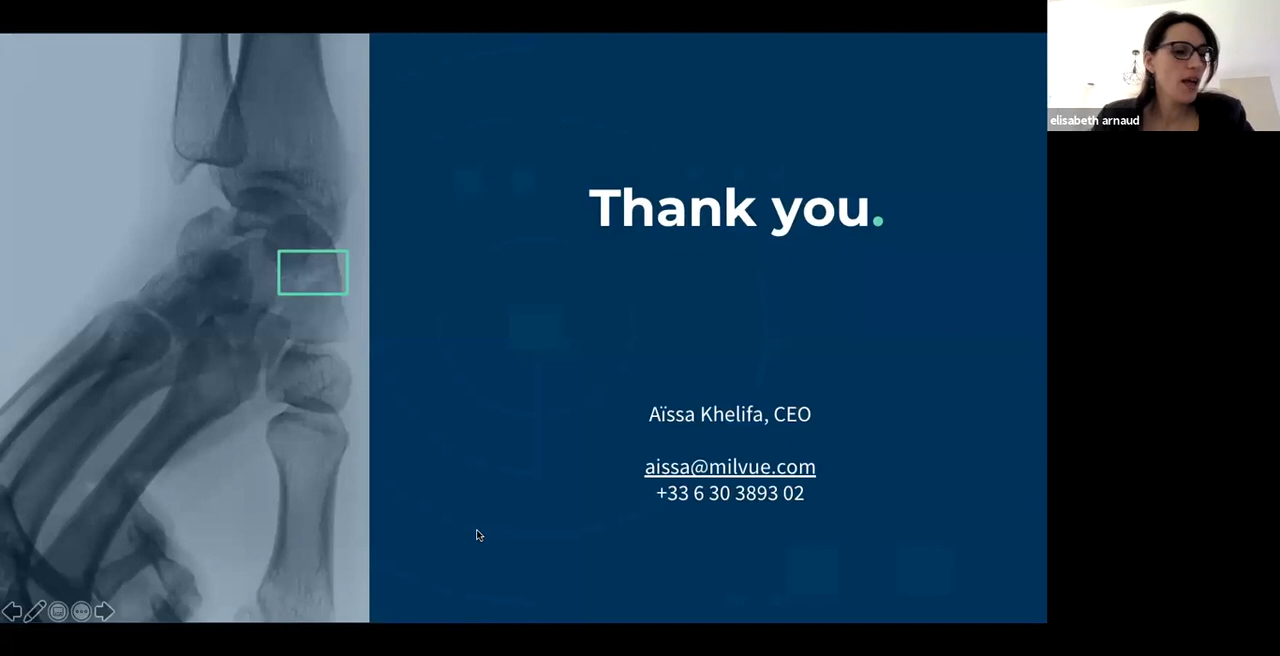 elisabeth arnaud
Thank you.
Aïssa Khelifa, CEO
aissa@milvue.com
+33 6 30 3893 02